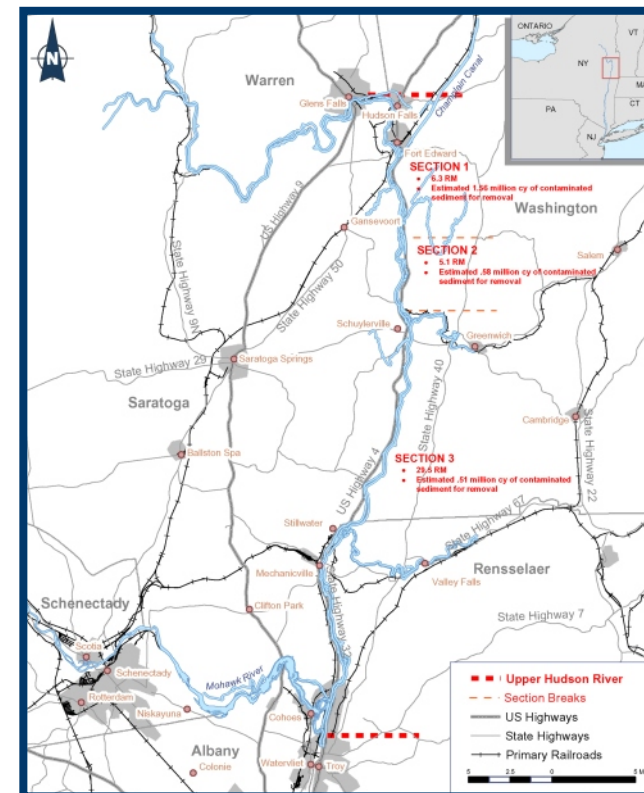 N
ONTARIO
VT
NY
MA
CT
PA
NJ
Warren
Glens Falls
Hudson Falls
Champlain Canal
Fort Edward
SECTION 1
• 6.3 RM
• Estimated 1.56 million cy of contaminated
sediment for removal
Washington
US Highway 9
Gansevoort
SECTION 2
• 5.1 RM
• Estimated .58 million cy of contaminated
sediment for removal
Salem
State Highway 9N
State Highway 50
Schuylerville
Greenwich
State Highway 29
Saratoga Springs
State Highway 40
Saratoga
Cambridge
State Highway 22
Ballston Spa
SECTION 3
• 29.5 RM
• Estimated .51 million cy of contaminated
sediment for removal
US Highway 4
Stillwater
State Highway 67
Mechanicville
Valley Falls
Rensselaer
Schenectady
Clifton Park
State Highway 32
State Highway 7
Scotia
Schenectady
Mohawk River
Rotterdam
Niskayuna
Cohoes
Albany
Colonie
Watervliet
Troy
Upper Hudson River
Section Breaks
US Highways
State Highways
Primary Railroads
5 2.5 0 5 M